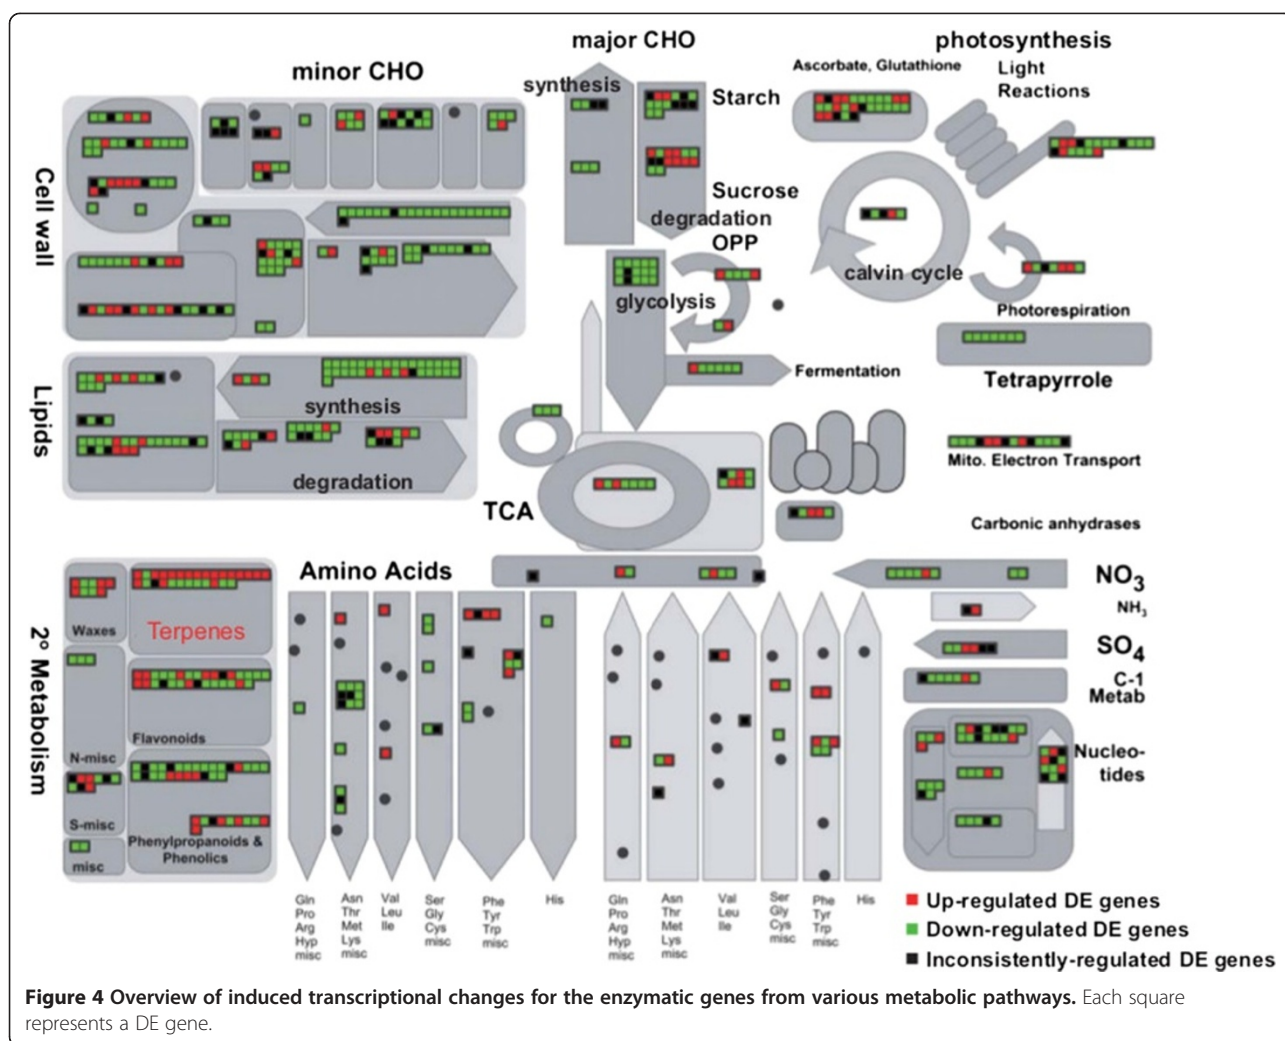 major CHO
photosynthesis
minor CHO
synthesis
Ascorbate, Glutathione
Light
Reactions
Starch
Cell wall
Sucrose
degradation
OPP
calvin cycle
glycolysis
Photorespiration
Fermentation
Tetrapyrrole
Lipids
synthesis
degradation
Mito. Electron Transport
TCA
Carbonic anhydrases
Amino Acids
NO3
NH3
SO4
C-1
Metab
Nucleo-
tides
2° Metabolism
Waxes
Terpenes
N-misc
Flavonoids
S-misc
Phenylpropanoids &
Phenolics
misc
Gln
Pro
Arg
Hyp
misc
Asn
Thr
Met
Lys
misc
Val
Leu
Ile
Ser
Gly
Cys
misc
Phe
Tyr
Trp
misc
His
Gln
Pro
Arg
Hyp
misc
Asn
Thr
Met
Lys
misc
Val
Leu
Ile
Ser
Gly
Cys
misc
Phe
Tyr
Trp
misc
His
Up-regulated DE genes
Down-regulated DE genes
Inconsistently-regulated DE genes
Figure 4 Overview of induced transcriptional changes for the enzymatic genes from various metabolic pathways. Each square
represents a DE gene.